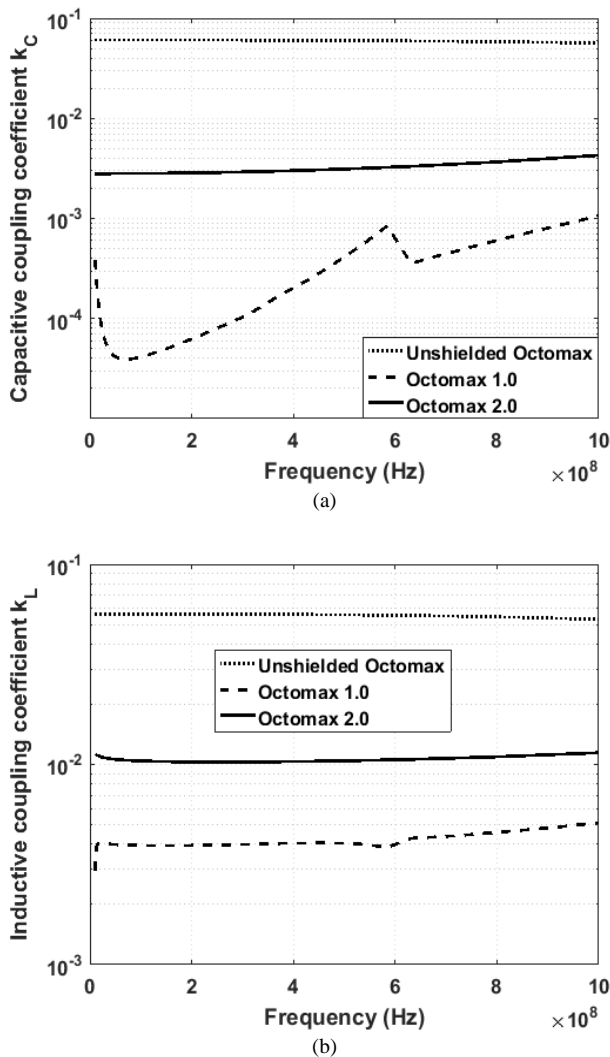 Capacitive coupling coefficient k_C
10^-1
10^-2
10^-3
10^-4
0
2
4
6
8
10
Frequency (Hz)
×10^8
Unshielded Octomax
Octomax 1.0
Octomax 2.0
(a)
Inductive coupling coefficient k_L
10^-1
10^-2
10^-3
Unshielded Octomax
Octomax 1.0
Octomax 2.0
0
2
4
6
8
10
Frequency (Hz)
×10^8
(b)